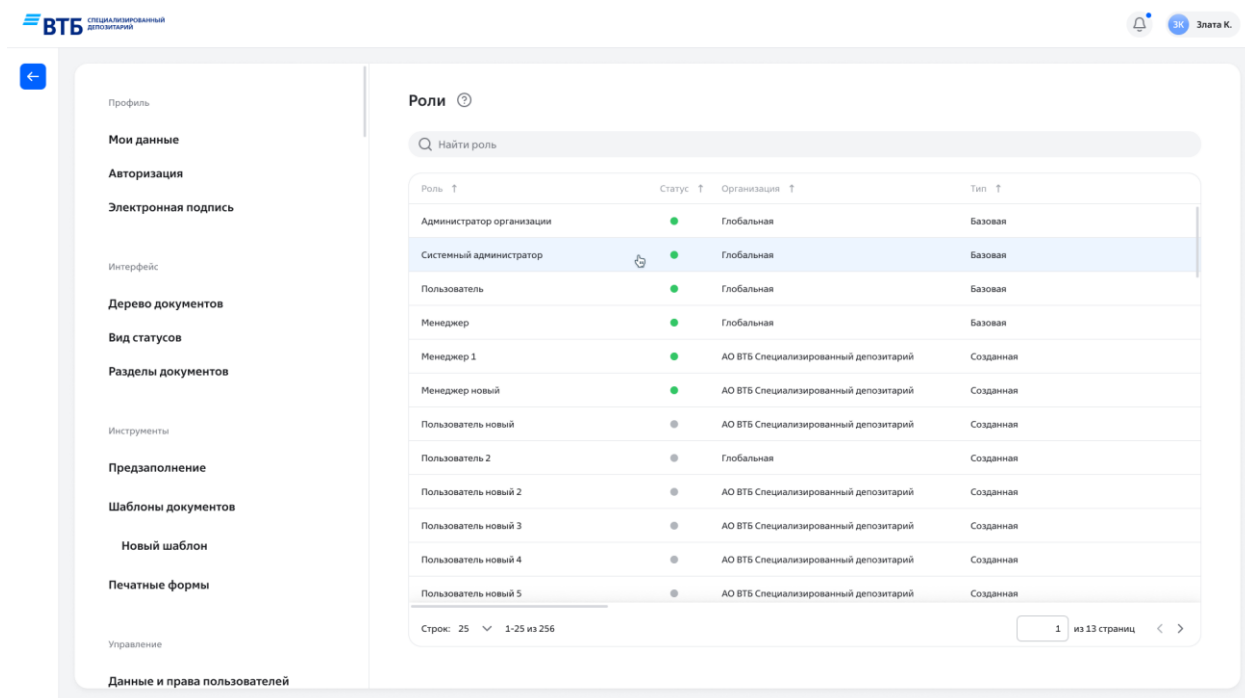 ВТБ СПЕЦИАЛИЗИРОВАННЫЙ ДЕПОЗИТАРИЙ
ЗК Злата К.
Профиль
Мои данные
Авторизация
Электронная подпись
Интерфейс
Дерево документов
Вид статусов
Разделы документов
Инструменты
Предзаполнение
Шаблоны документов
Новый шаблон
Печатные формы
Управление
Данные и права пользователей
Роли ?
Найти роль
Роль ↑ Статус ↑ Организация ↑ Тип ↑
Администратор организации Глобальная Базовая
Системный администратор Глобальная Базовая
Пользователь Глобальная Базовая
Менеджер Глобальная Базовая
Менеджер 1 АО ВТБ Специализированный депозитарий Созданная
Менеджер новый АО ВТБ Специализированный депозитарий Созданная
Пользователь новый АО ВТБ Специализированный депозитарий Созданная
Пользователь 2 Глобальная Созданная
Пользователь новый 2 АО ВТБ Специализированный депозитарий Созданная
Пользователь новый 3 АО ВТБ Специализированный депозитарий Созданная
Пользователь новый 4 АО ВТБ Специализированный депозитарий Созданная
Пользователь новый 5 АО ВТБ Специализированный депозитарий Созданная
Строк: 25 1-25 из 256 1 из 13 страниц